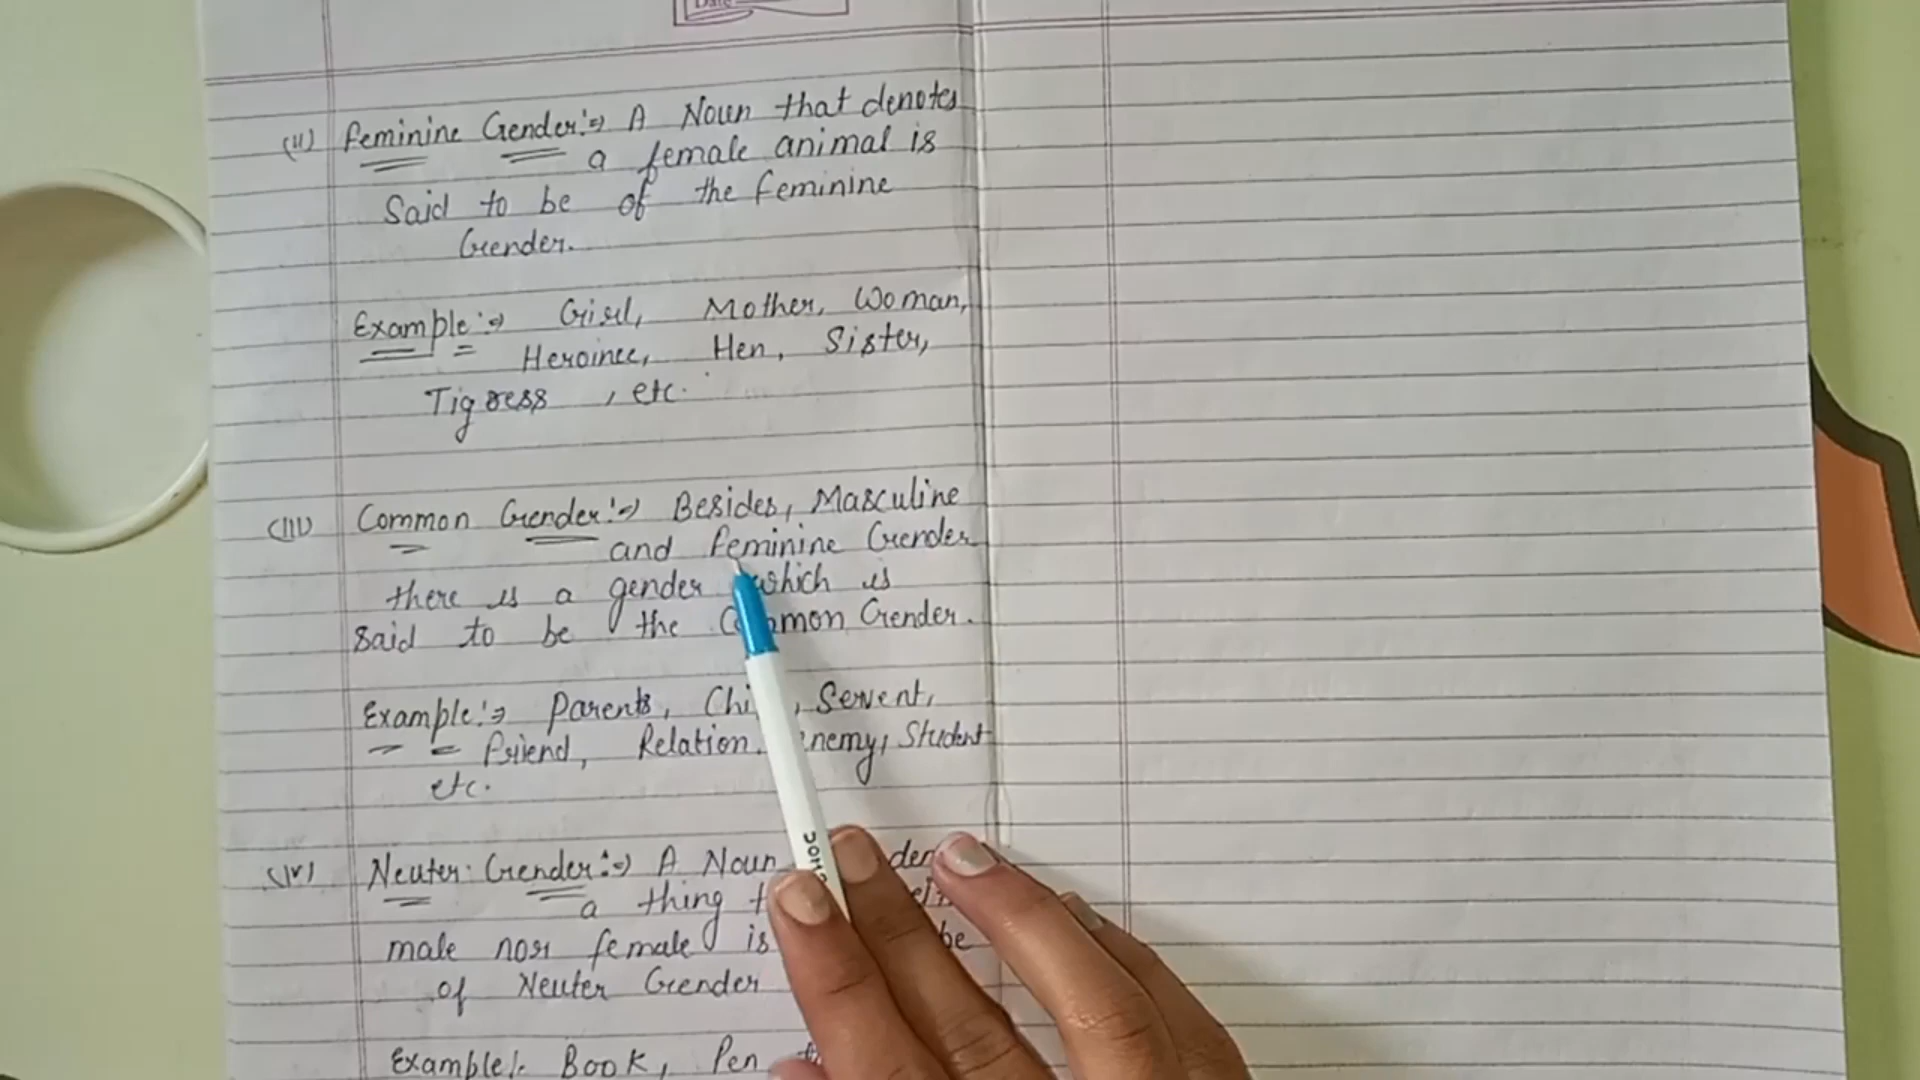 Date
(II) Feminine Gender:→ A Noun that denotes
a female animal is
Said to be of the Feminine
Gender.
Example:→ Girl, Mother, Woman,
Heroinee, Hen, Sister,
Tigress , etc.
(III) Common Gender:→ Besides, Masculine
and Feminine Gender
there is a gender which is
said to be the Common Gender.
Example:→ Parents, , Servent,
Friend, Relation, Student
etc.
(IV) Neuter Gender:→ A Noun
a thing
male nor female is be
of Neuter Gender
Example:- Book, Pen